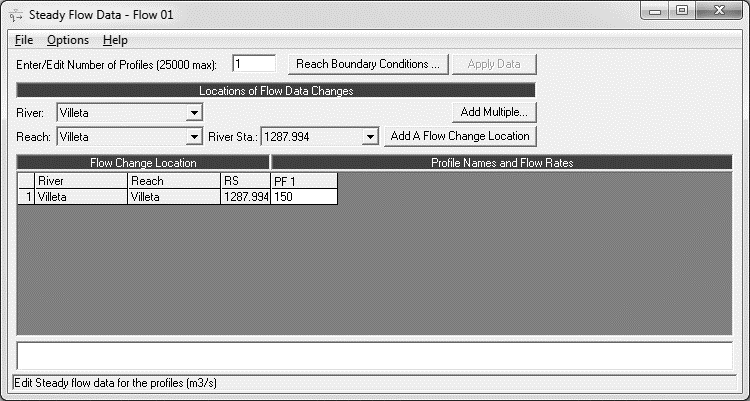 Steady Flow Data - Flow 01
File Options Help
Enter/Edit Number of Profiles (25000 max): 1 Reach Boundary Conditions ... Apply Data
Locations of Flow Data Changes
River: Villeta Add Multiple...
Reach: Villeta River Sta.: 1287.994 Add A Flow Change Location
Flow Change Location Profile Names and Flow Rates
River Reach RS PF 1
1 Villeta Villeta 1287.994 150
Edit Steady flow data for the profiles (m3/s)